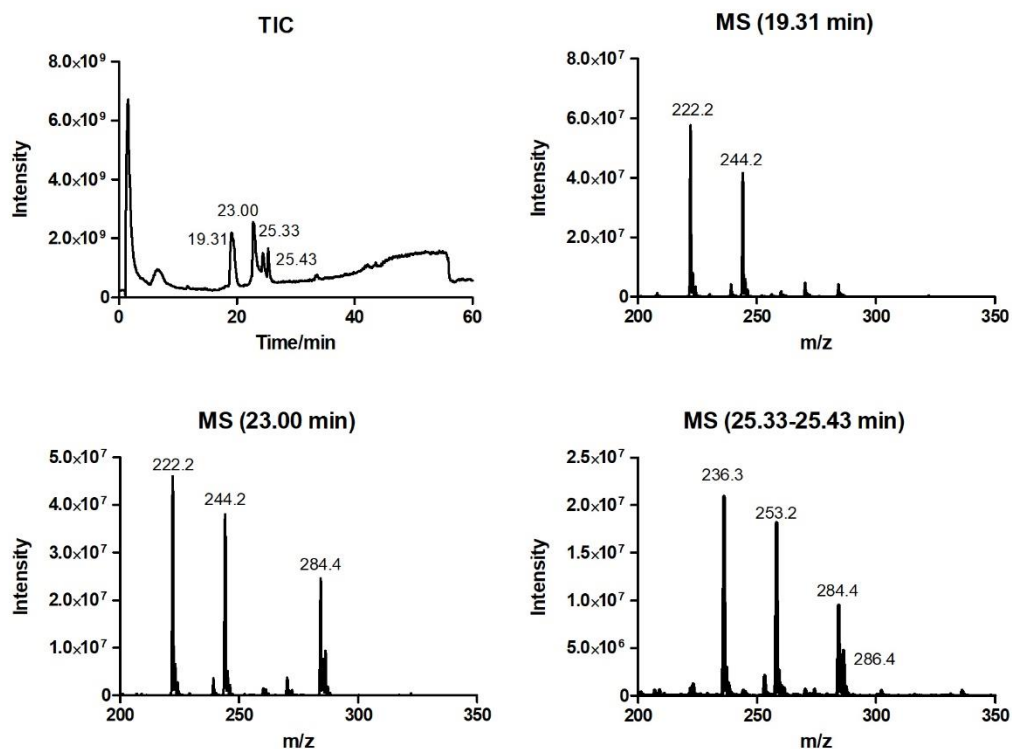 TIC
8.0×10⁹
6.0×10⁹
4.0×10⁹
2.0×10⁹
0
Intensity
19.31
23.00
25.33
25.43
0 20 40 60
Time/min
MS (19.31 min)
8.0×10⁷
6.0×10⁷
4.0×10⁷
2.0×10⁷
0
Intensity
222.2
244.2
200 250 300 350
m/z
MS (23.00 min)
5.0×10⁷
4.0×10⁷
3.0×10⁷
2.0×10⁷
1.0×10⁷
0
Intensity
222.2
244.2
284.4
200 250 300 350
m/z
MS (25.33-25.43 min)
2.5×10⁷
2.0×10⁷
1.5×10⁷
1.0×10⁷
5.0×10⁶
0
Intensity
236.3
253.2
284.4
286.4
200 250 300 350
m/z